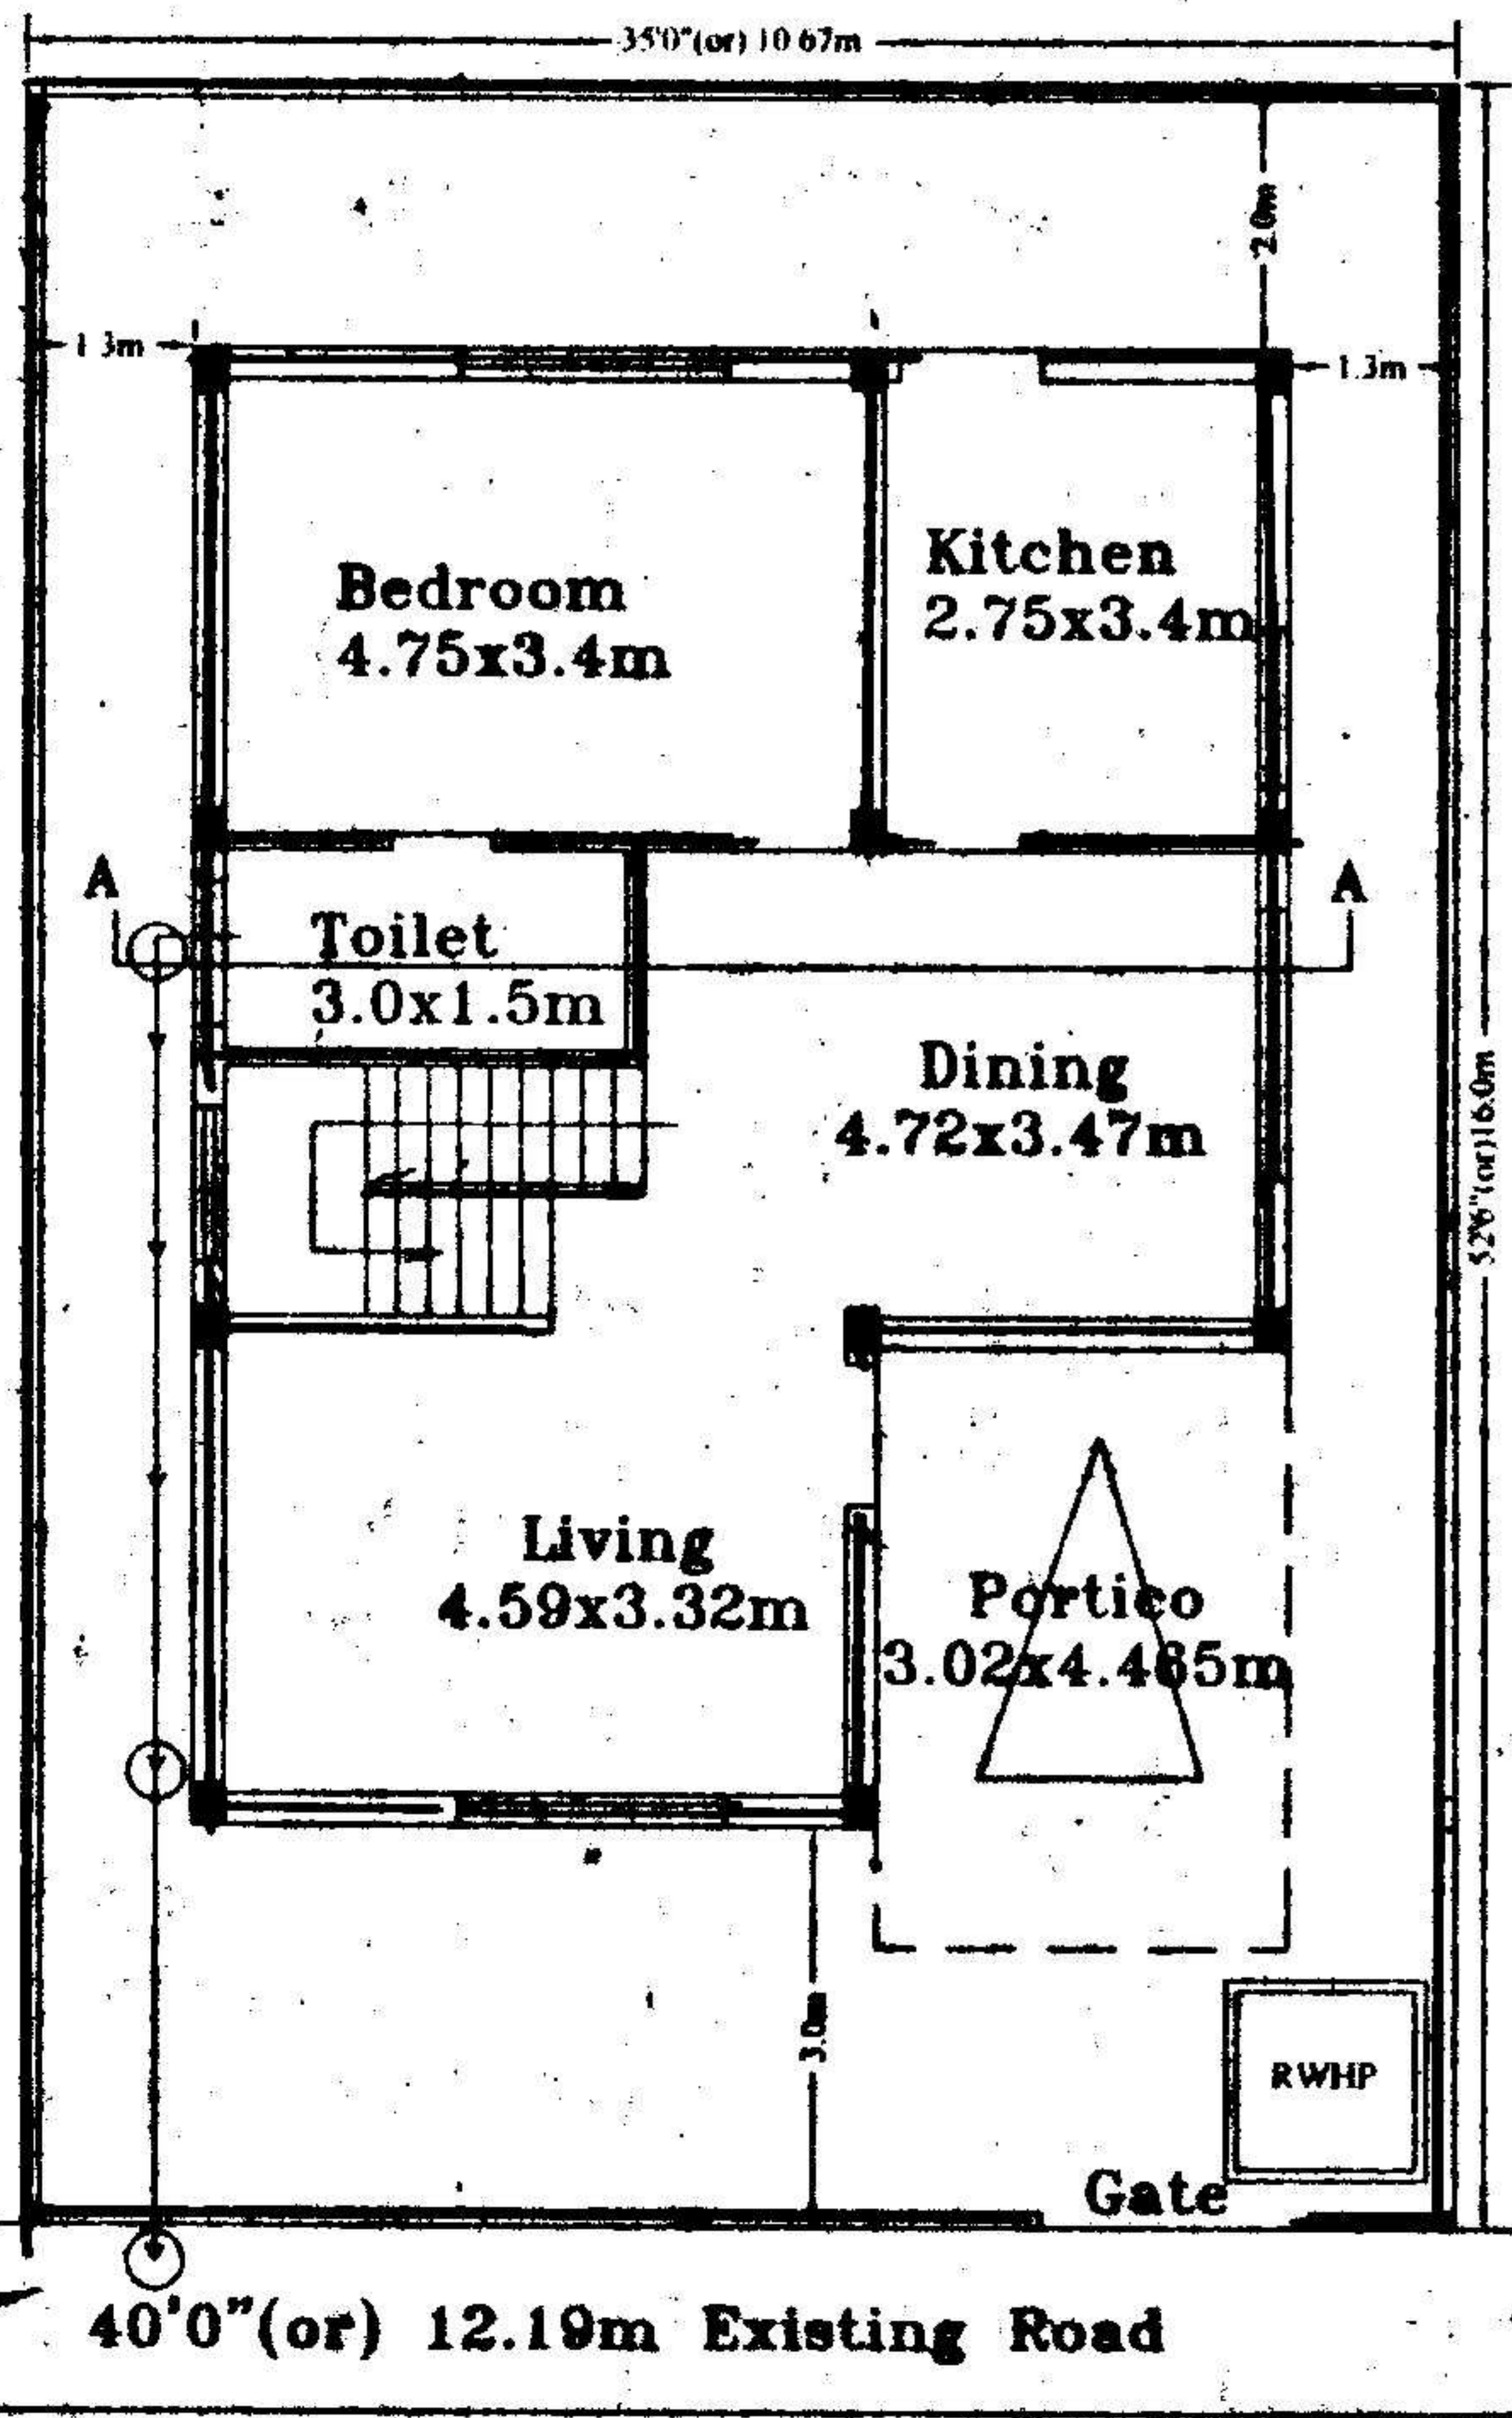 35'0"(or) 10.67m
2.0m
1.3m
1.3m
Kitchen
2.75x3.4m
Bedroom
4.75x3.4m
A
A
Toilet
3.0x1.5m
Dining
4.72x3.47m
52'6"(or)16.0m
Living
4.59x3.32m
Portico
3.02x4.465m
3.0m
RWHP
Gate
40'0"(or) 12.19m Existing Road